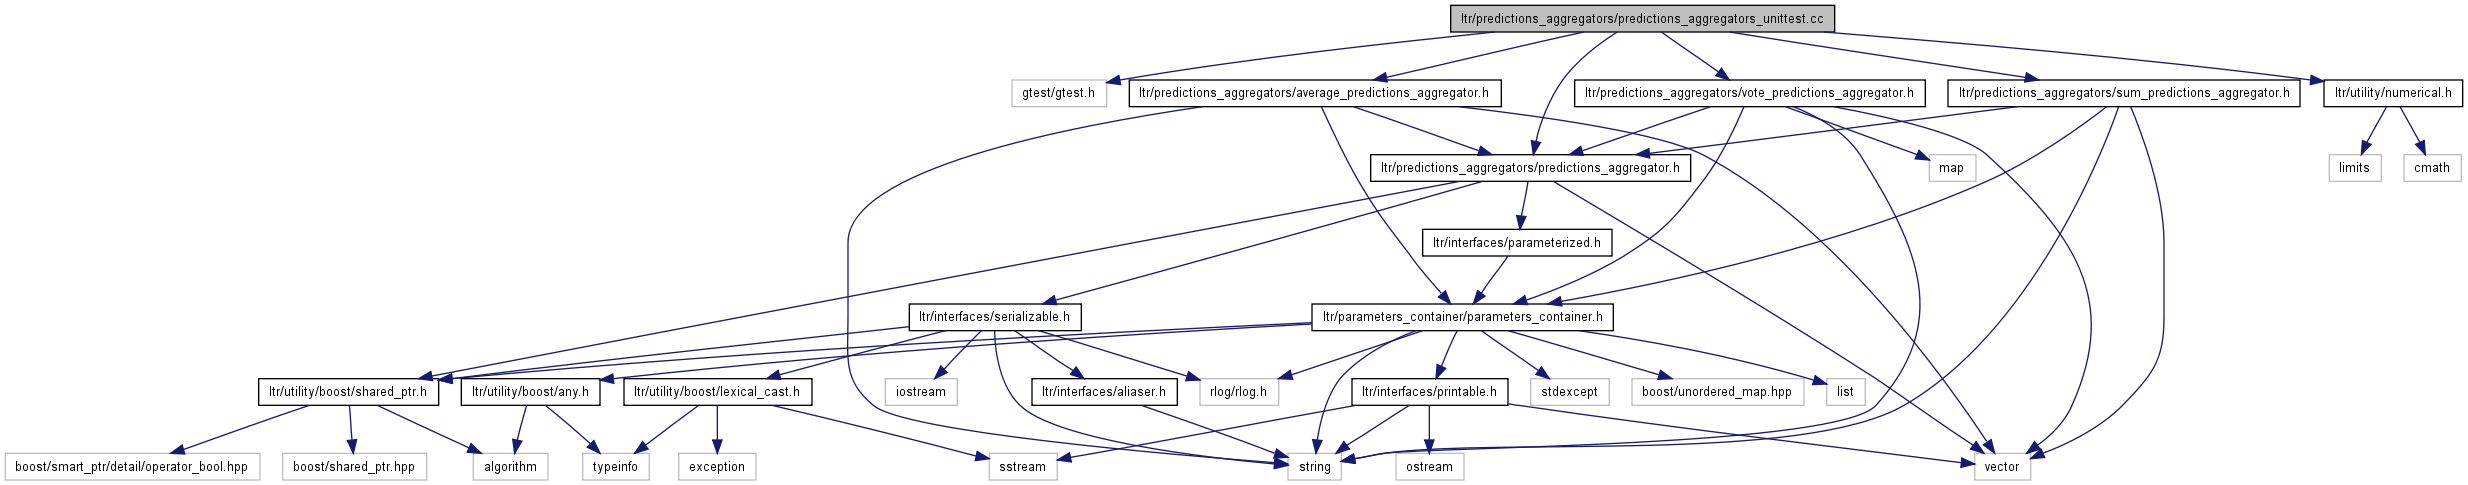 ltr/predictions_aggregators/predictions_aggregators_unittest.cc
gtest/gtest.h
ltr/predictions_aggregators/average_predictions_aggregator.h
ltr/predictions_aggregators/vote_predictions_aggregator.h
ltr/predictions_aggregators/sum_predictions_aggregator.h
ltr/utility/numerical.h
ltr/predictions_aggregators/predictions_aggregator.h
map
limits
cmath
ltr/interfaces/parameterized.h
ltr/interfaces/serializable.h
ltr/parameters_container/parameters_container.h
ltr/utility/boost/shared_ptr.h
ltr/utility/boost/any.h
ltr/utility/boost/lexical_cast.h
iostream
ltr/interfaces/aliaser.h
rlog/rlog.h
ltr/interfaces/printable.h
stdexcept
boost/unordered_map.hpp
list
boost/smart_ptr/detail/operator_bool.hpp
boost/shared_ptr.hpp
algorithm
typeinfo
exception
sstream
string
ostream
vector